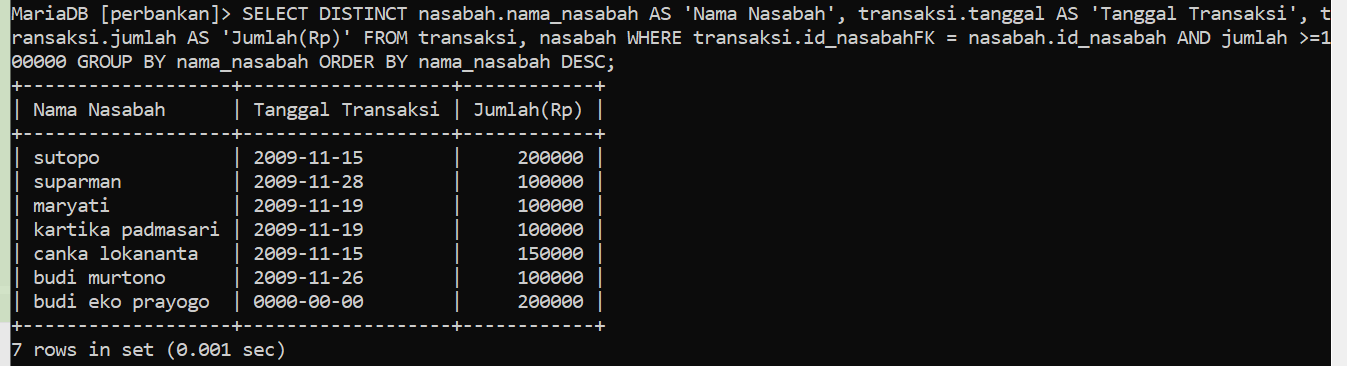 MariaDB [perbankan]> SELECT DISTINCT nasabah.nama_nasabah AS 'Nama Nasabah', transaksi.tanggal AS 'Tanggal Transaksi', t
ransaksi.jumlah AS 'Jumlah(Rp)' FROM transaksi, nasabah WHERE transaksi.id_nasabahFK = nasabah.id_nasabah AND jumlah >=1
00000 GROUP BY nama_nasabah ORDER BY nama_nasabah DESC;
+-------------------+-------------------+------------+
| Nama Nasabah      | Tanggal Transaksi | Jumlah(Rp) |
+-------------------+-------------------+------------+
| sutopo            | 2009-11-15        |     200000 |
| suparman          | 2009-11-28        |     100000 |
| maryati           | 2009-11-19        |     100000 |
| kartika padmasari | 2009-11-19        |     100000 |
| canka lokananta   | 2009-11-15        |     150000 |
| budi murtono      | 2009-11-26        |     100000 |
| budi eko prayogo  | 0000-00-00        |     200000 |
+-------------------+-------------------+------------+
7 rows in set (0.001 sec)